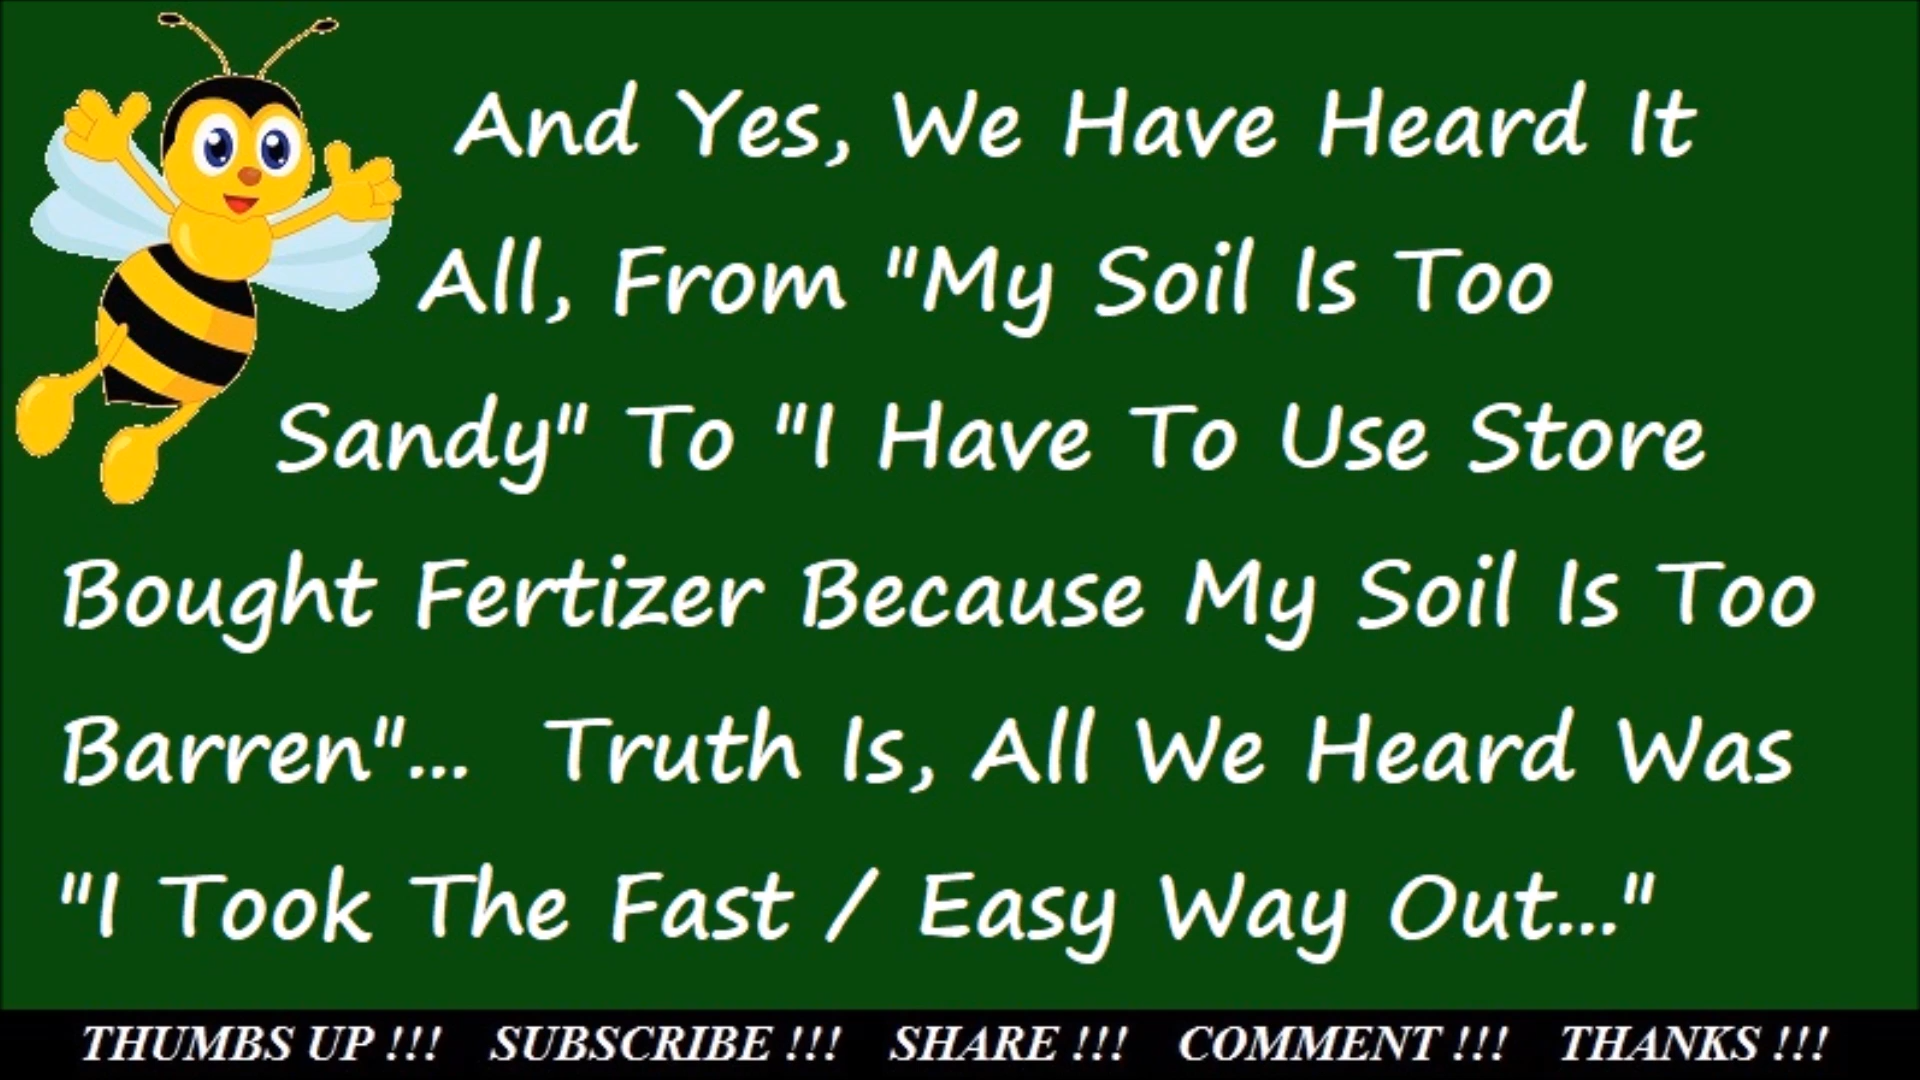 And Yes, We Have Heard It
All, From "My Soil Is Too
Sandy" To "I Have To Use Store
Bought Fertizer Because My Soil Is Too
Barren"... Truth Is, All We Heard Was
"I Took The Fast / Easy Way Out..."
THUMBS UP !!! SUBSCRIBE !!! SHARE !!! COMMENT !!! THANKS !!!